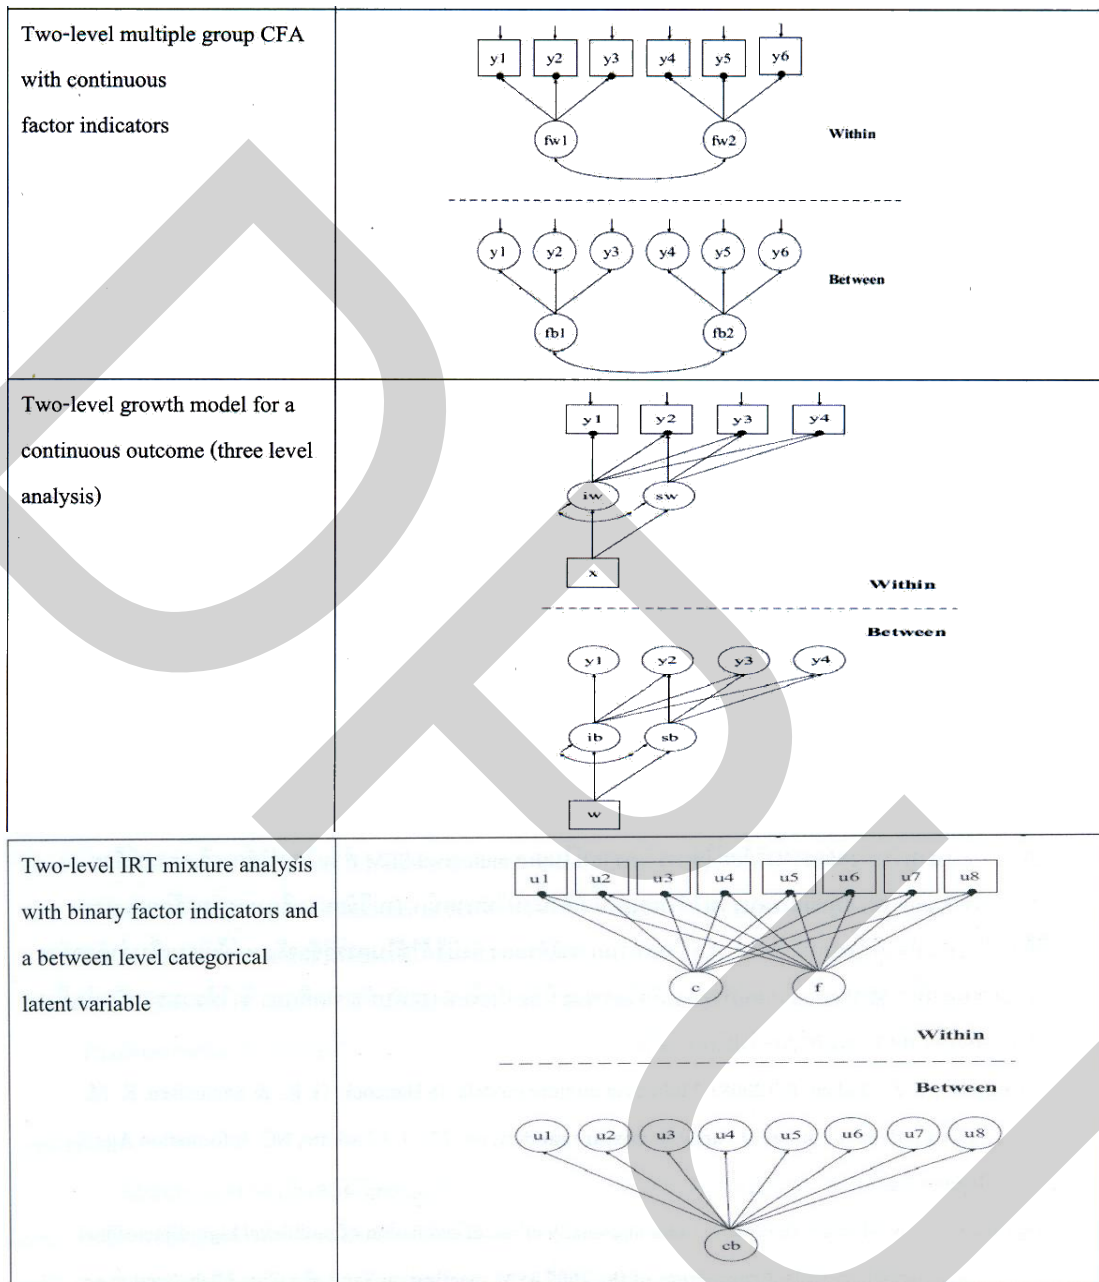 Two-level multiple group CFA
with continuous
factor indicators
y1 y2 y3 y4 y5 y6
fw1 fw2
Within
y1 y2 y3 y4 y5 y6
Between
fb1 fb2
Two-level growth model for a
continuous outcome (three level
analysis)
y1 y2 y3 y4
iw sw
x
Within
Between
y1 y2 y3 y4
ib sb
w
Two-level IRT mixture analysis
with binary factor indicators and
a between level categorical
latent variable
u1 u2 u3 u4 u5 u6 u7 u8
c f
Within
Between
u1 u2 u3 u4 u5 u6 u7 u8
cb
DPU